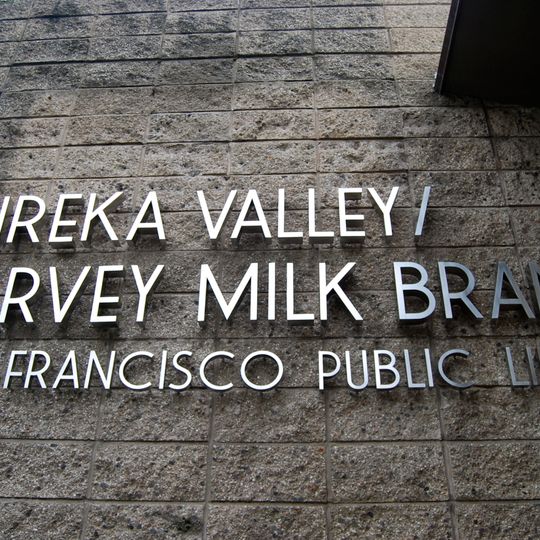 UREKA VALLEY/
RVEY MILK BRAN
FRANCISCO PUBLIC LI